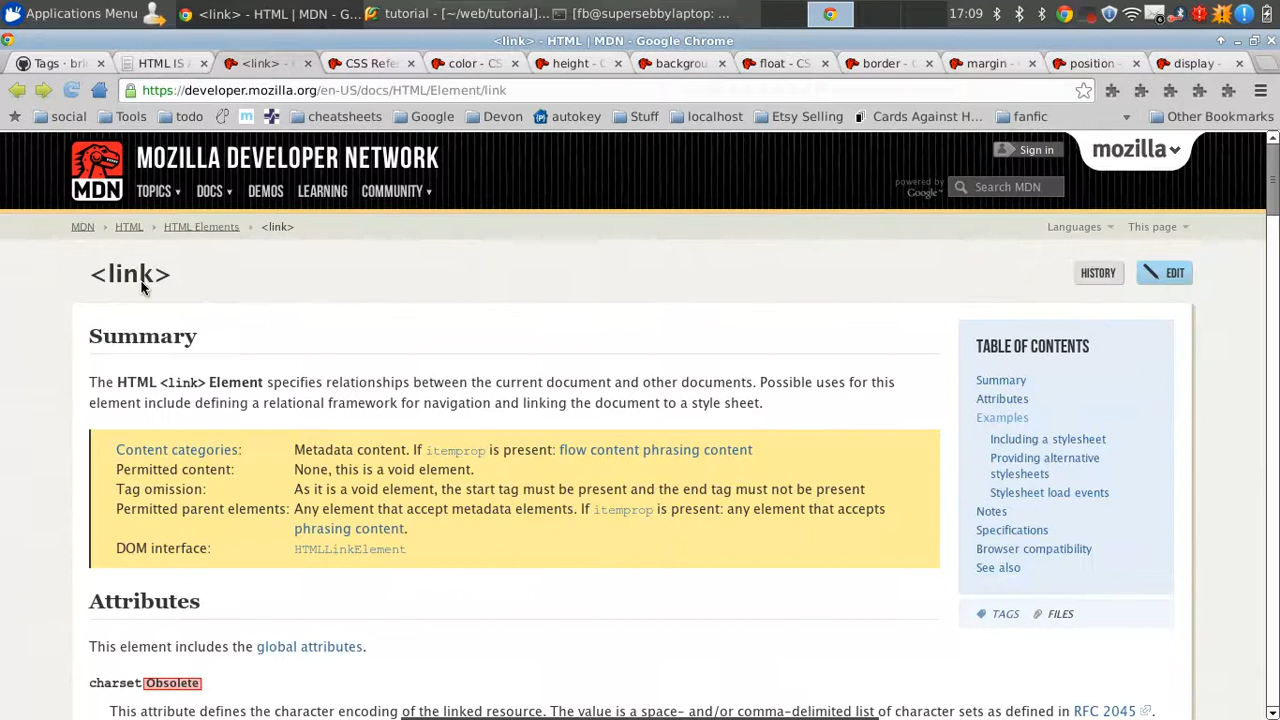 Applications Menu <link> - HTML | MDN - G... tutorial - [~/web/tutorial]... [fb@supersebbylaptop: ... 17:09
<link> - HTML | MDN - Google Chrome
Tags · bri HTML IS A <link> - CSS Refe color - CS height - C backgrou float - CS border - C margin - C position - display -
https://developer.mozilla.org/en-US/docs/HTML/Element/link
social Tools todo m cheatsheets Google Devon autokey Stuff localhost Etsy Selling Cards Against H... fanfic Other Bookmarks
MDN MOZILLA DEVELOPER NETWORK Sign in mozilla
TOPICS DOCS DEMOS LEARNING COMMUNITY powered by Google™ Search MDN
MDN HTML HTML Elements <link> Languages This page
<link> HISTORY EDIT
Summary
The HTML <link> Element specifies relationships between the current document and other documents. Possible uses for this
element include defining a relational framework for navigation and linking the document to a style sheet.
Content categories: Metadata content. If itemprop is present: flow content phrasing content
Permitted content: None, this is a void element.
Tag omission: As it is a void element, the start tag must be present and the end tag must not be present
Permitted parent elements: Any element that accept metadata elements. If itemprop is present: any element that accepts
phrasing content.
DOM interface: HTMLLinkElement
Attributes
This element includes the global attributes.
charset Obsolete
This attribute defines the character encoding of the linked resource. The value is a space- and/or comma-delimited list of character sets as defined in RFC 2045.
TABLE OF CONTENTS
Summary
Attributes
Examples
Including a stylesheet
Providing alternative
stylesheets
Stylesheet load events
Notes
Specifications
Browser compatibility
See also
TAGS FILES